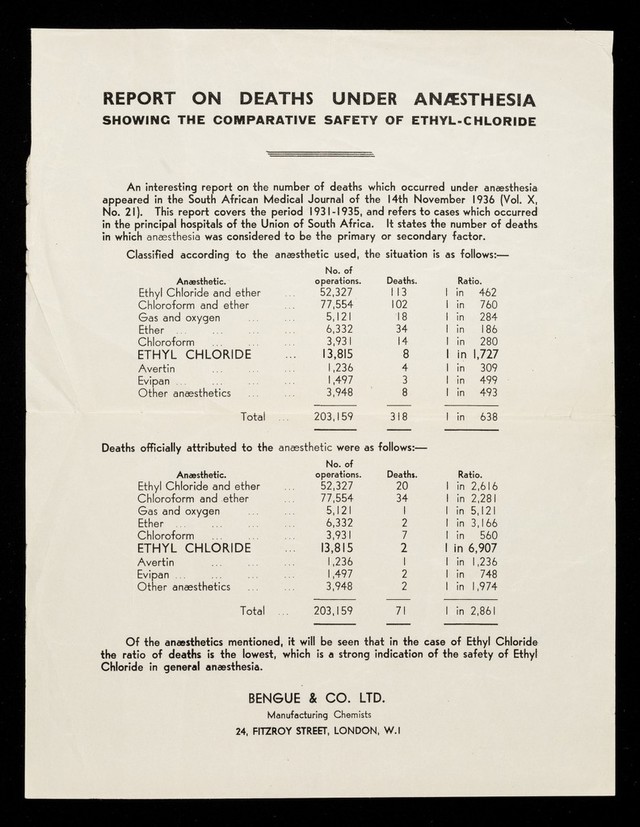 REPORT ON DEATHS UNDER ANÆSTHESIA
SHOWING THE COMPARATIVE SAFETY OF ETHYL-CHLORIDE
An interesting report on the number of deaths which occurred under anæsthesia
appeared in the South African Medical Journal of the 14th November 1936 (Vol. X,
No. 21). This report covers the period 1931-1935, and refers to cases which occurred
in the principal hospitals of the Union of South Africa. It states the number of deaths
in which anæsthesia was considered to be the primary or secondary factor.
Classified according to the anæsthetic used, the situation is as follows:—
No. of
Anæsthetic. operations. Deaths. Ratio.
Ethyl Chloride and ether ... 52,327 113 1 in 462
Chloroform and ether ... 77,554 102 1 in 760
Gas and oxygen ... ... 5,121 18 1 in 284
Ether ... ... ... ... 6,332 34 1 in 186
Chloroform ... ... ... 3,931 14 1 in 280
ETHYL CHLORIDE ... 13,815 8 1 in 1,727
Avertin ... ... ... 1,236 4 1 in 309
Evipan ... ... ... ... 1,497 3 1 in 499
Other anæsthetics ... ... 3,948 8 1 in 493
Total ... 203,159 318 1 in 638
Deaths officially attributed to the anæsthetic were as follows:—
No. of
Anæsthetic. operations. Deaths. Ratio.
Ethyl Chloride and ether ... 52,327 20 1 in 2,616
Chloroform and ether ... 77,554 34 1 in 2,281
Gas and oxygen ... ... 5,121 1 1 in 5,121
Ether ... ... ... ... 6,332 2 1 in 3,166
Chloroform ... ... ... 3,931 7 1 in 560
ETHYL CHLORIDE ... 13,815 2 1 in 6,907
Avertin ... ... ... 1,236 1 1 in 1,236
Evipan ... ... ... ... 1,497 2 1 in 748
Other anæsthetics ... ... 3,948 2 1 in 1,974
Total ... 203,159 71 1 in 2,861
Of the anæsthetics mentioned, it will be seen that in the case of Ethyl Chloride
the ratio of deaths is the lowest, which is a strong indication of the safety of Ethyl
Chloride in general anæsthesia.
BENGUE & CO. LTD.
Manufacturing Chemists
24, FITZROY STREET, LONDON, W.1